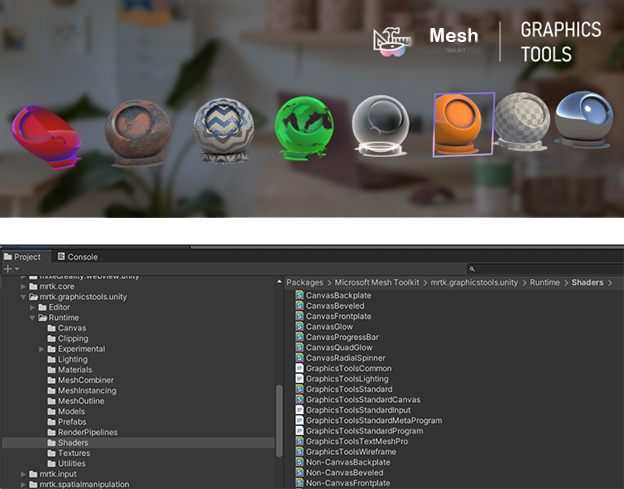 Mesh
TOOLKIT
GRAPHICS
TOOLS
Project
Console
mixedreality.webview.unity
mrtk.core
mrtk.graphicstools.unity
Editor
Runtime
Canvas
Clipping
Experimental
Lighting
Materials
MeshCombiner
MeshInstancing
MeshOutline
Models
Prefabs
RenderPipelines
Shaders
Textures
Utilities
mrtk.input
mrtk.spatialmanipulation
Packages > Microsoft Mesh Toolkit > mrtk.graphicstools.unity > Runtime > Shaders >
CanvasBackplate
CanvasBeveled
CanvasFrontplate
CanvasGlow
CanvasProgressBar
CanvasQuadGlow
CanvasRadialSpinner
GraphicsToolsCommon
GraphicsToolsLighting
GraphicsToolsStandard
GraphicsToolsStandardCanvas
GraphicsToolsStandardInput
GraphicsToolsStandardMetaProgram
GraphicsToolsStandardProgram
GraphicsToolsTextMeshPro
GraphicsToolsWireframe
Non-CanvasBackplate
Non-CanvasBeveled
Non-CanvasFrontplate